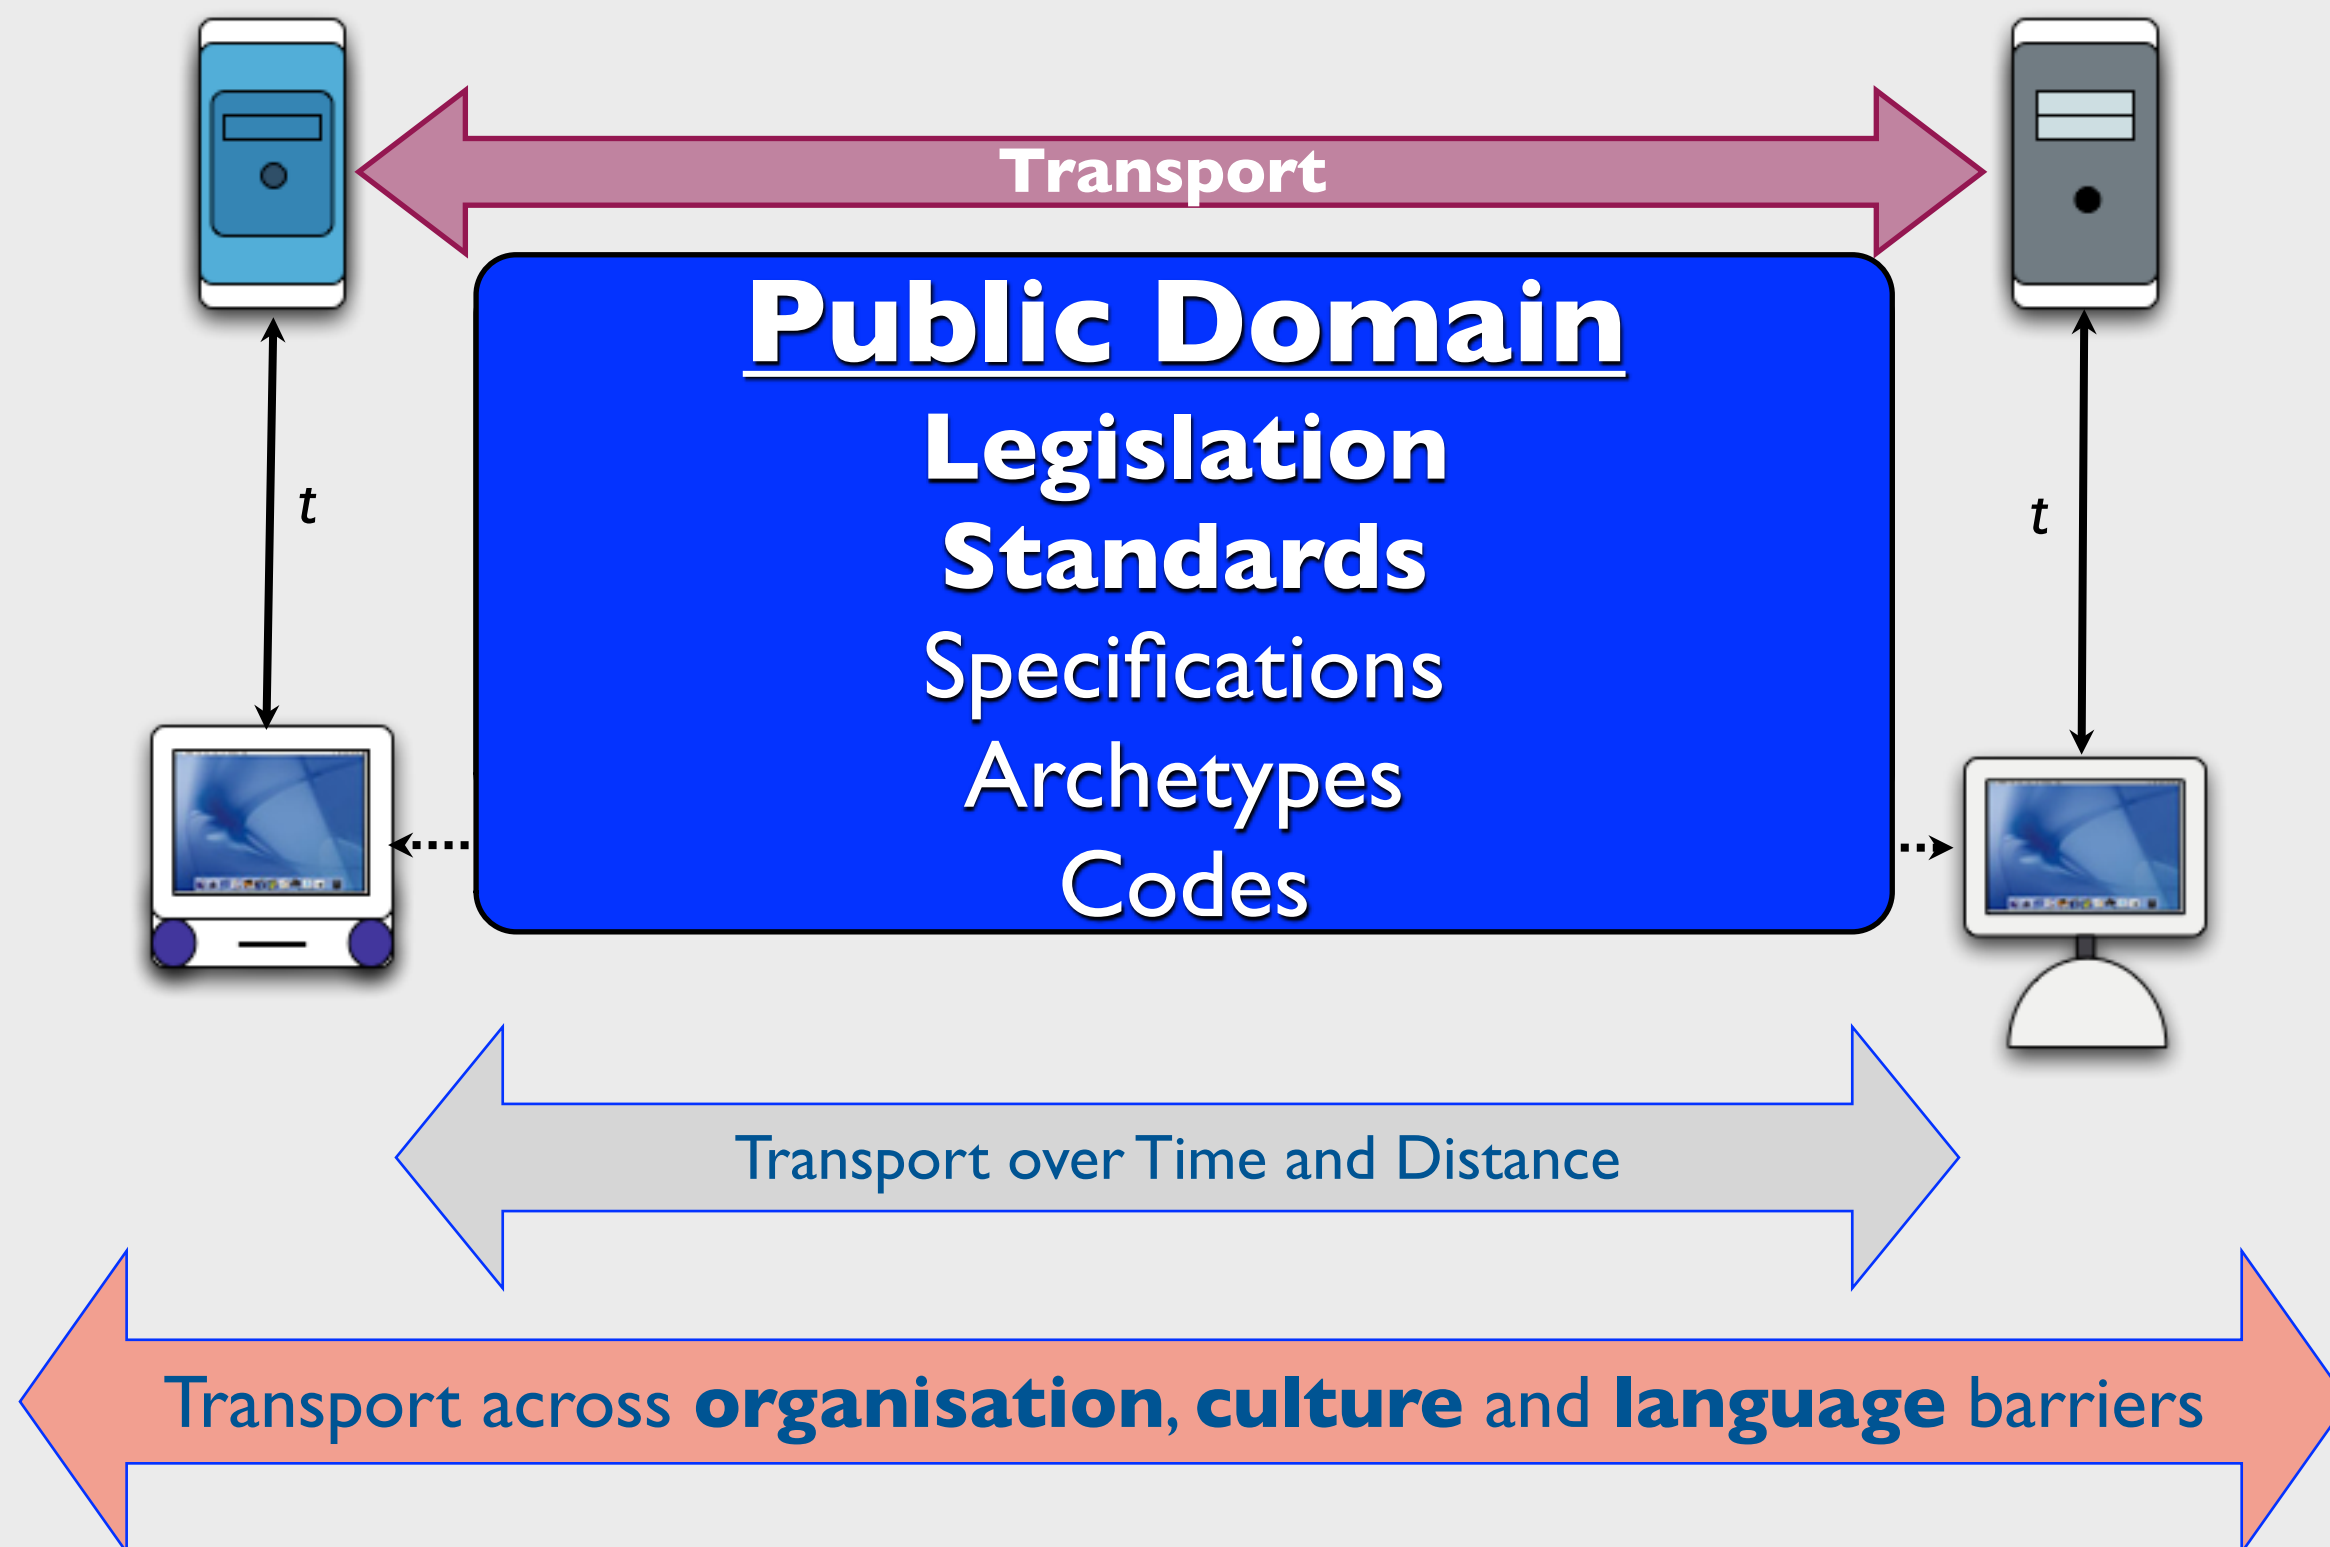 Transport
Public Domain
Legislation
Standards
Specifications
Archetypes
Codes
t
t
Transport over Time and Distance
Transport across organisation, culture and language barriers